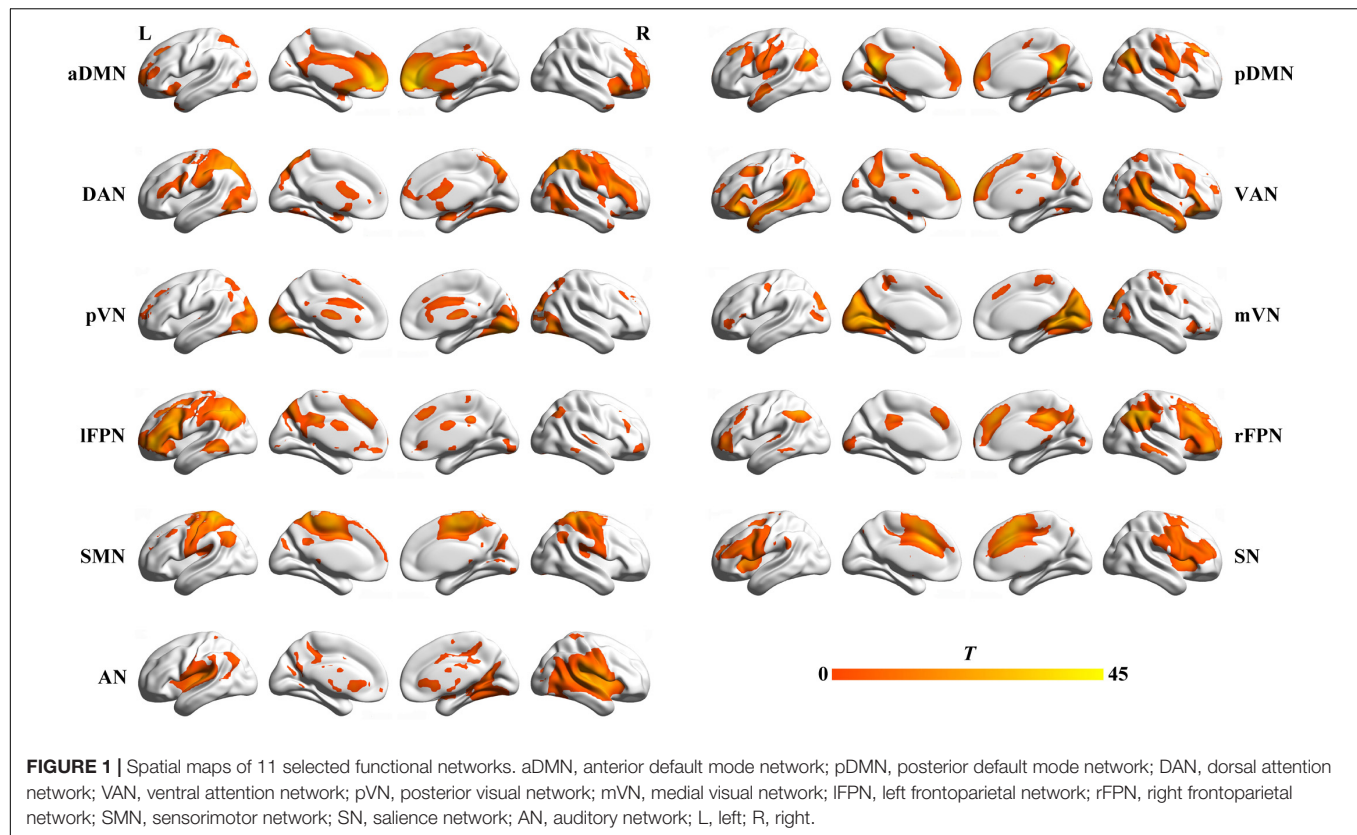 L
R
aDMN
pDMN
DAN
VAN
pVN
mVN
lFPN
rFPN
SMN
SN
AN
T
0
45
FIGURE 1 | Spatial maps of 11 selected functional networks. aDMN, anterior default mode network; pDMN, posterior default mode network; DAN, dorsal attention
network; VAN, ventral attention network; pVN, posterior visual network; mVN, medial visual network; lFPN, left frontoparietal network; rFPN, right frontoparietal
network; SMN, sensorimotor network; SN, salience network; AN, auditory network; L, left; R, right.